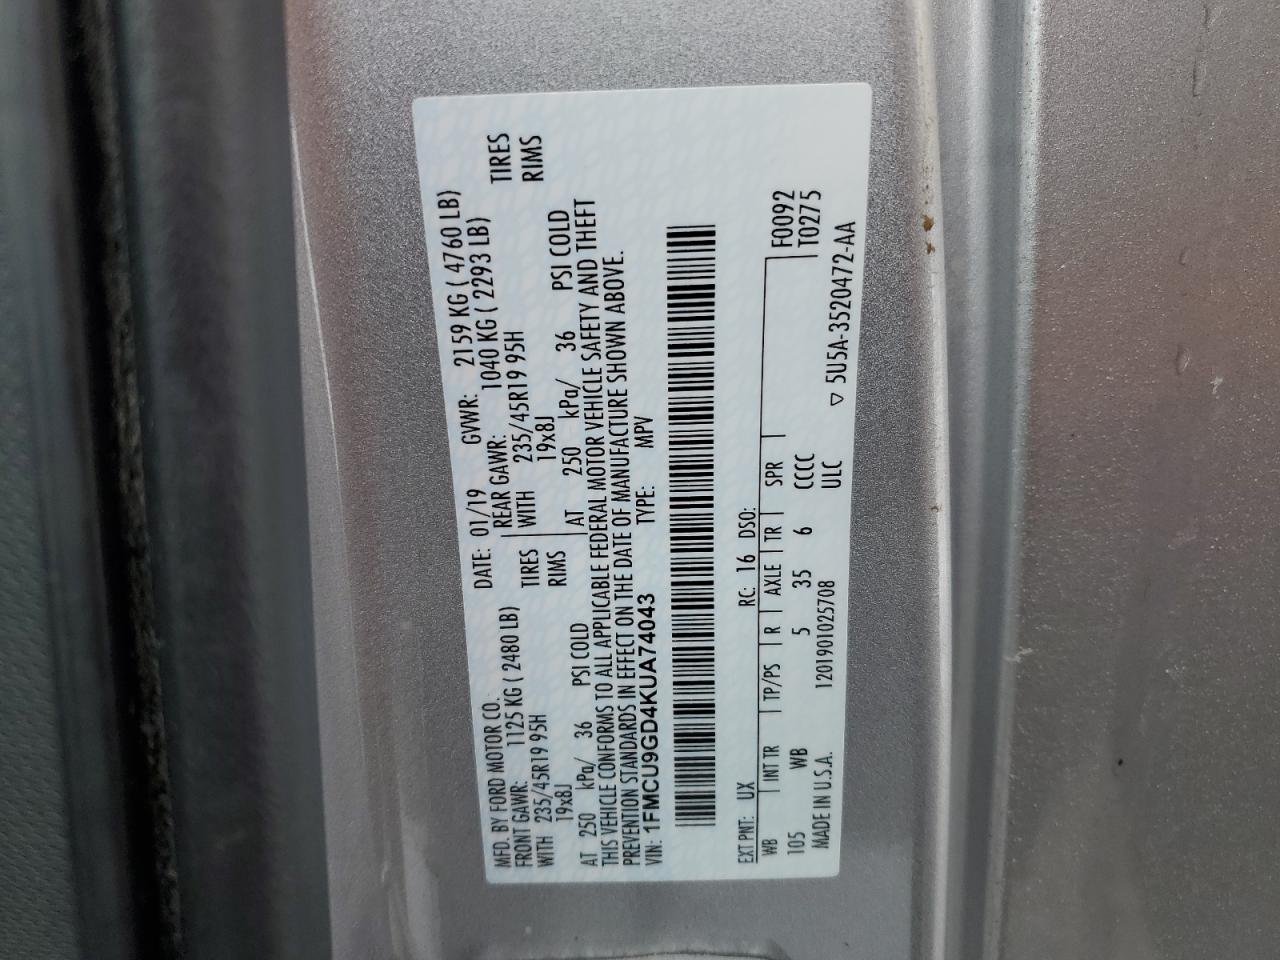 MFD. BY FORD MOTOR CO.
DATE: 01/19 GVWR: 2159 KG ( 4760 LB)
FRONT GAWR: 1125 KG ( 2480 LB) REAR GAWR: 1040 KG ( 2293 LB)
WITH 235/45R19 95H TIRES WITH 235/45R19 95H TIRES
19x8J RIMS 19x8J RIMS
AT 250 kPa/ 36 PSI COLD AT 250 kPa/ 36 PSI COLD
THIS VEHICLE CONFORMS TO ALL APPLICABLE FEDERAL MOTOR VEHICLE SAFETY AND THEFT
PREVENTION STANDARDS IN EFFECT ON THE DATE OF MANUFACTURE SHOWN ABOVE.
VIN: 1FMCU9GD4KUA74043 TYPE: MPV
EXT PNT: UX RC: 16 DSO:
WB INT TR TP/PS R AXLE TR SPR F0092
105 WB 5 35 6 CCCC T0275
MADE IN U.S.A. 1201901025708 ULC
▽ 5U5A-3520472-AA